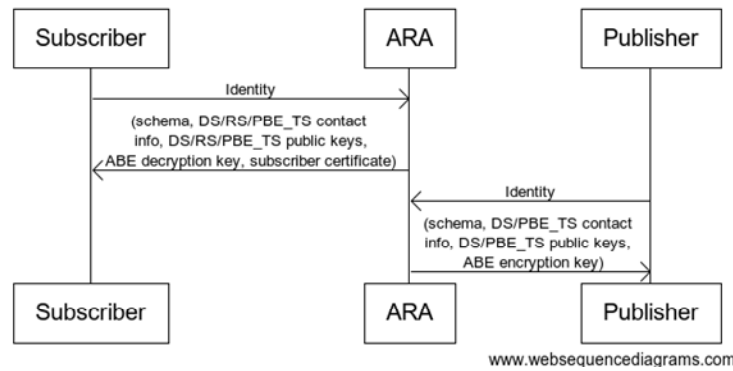 Subscriber
ARA
Publisher
Identity
(schema, DS/RS/PBE_TS contact
info, DS/RS/PBE_TS public keys,
ABE decryption key, subscriber certificate)
Identity
(schema, DS/PBE_TS contact
info, DS/PBE_TS public keys,
ABE encryption key)
Subscriber
ARA
Publisher
www.websequencediagrams.com